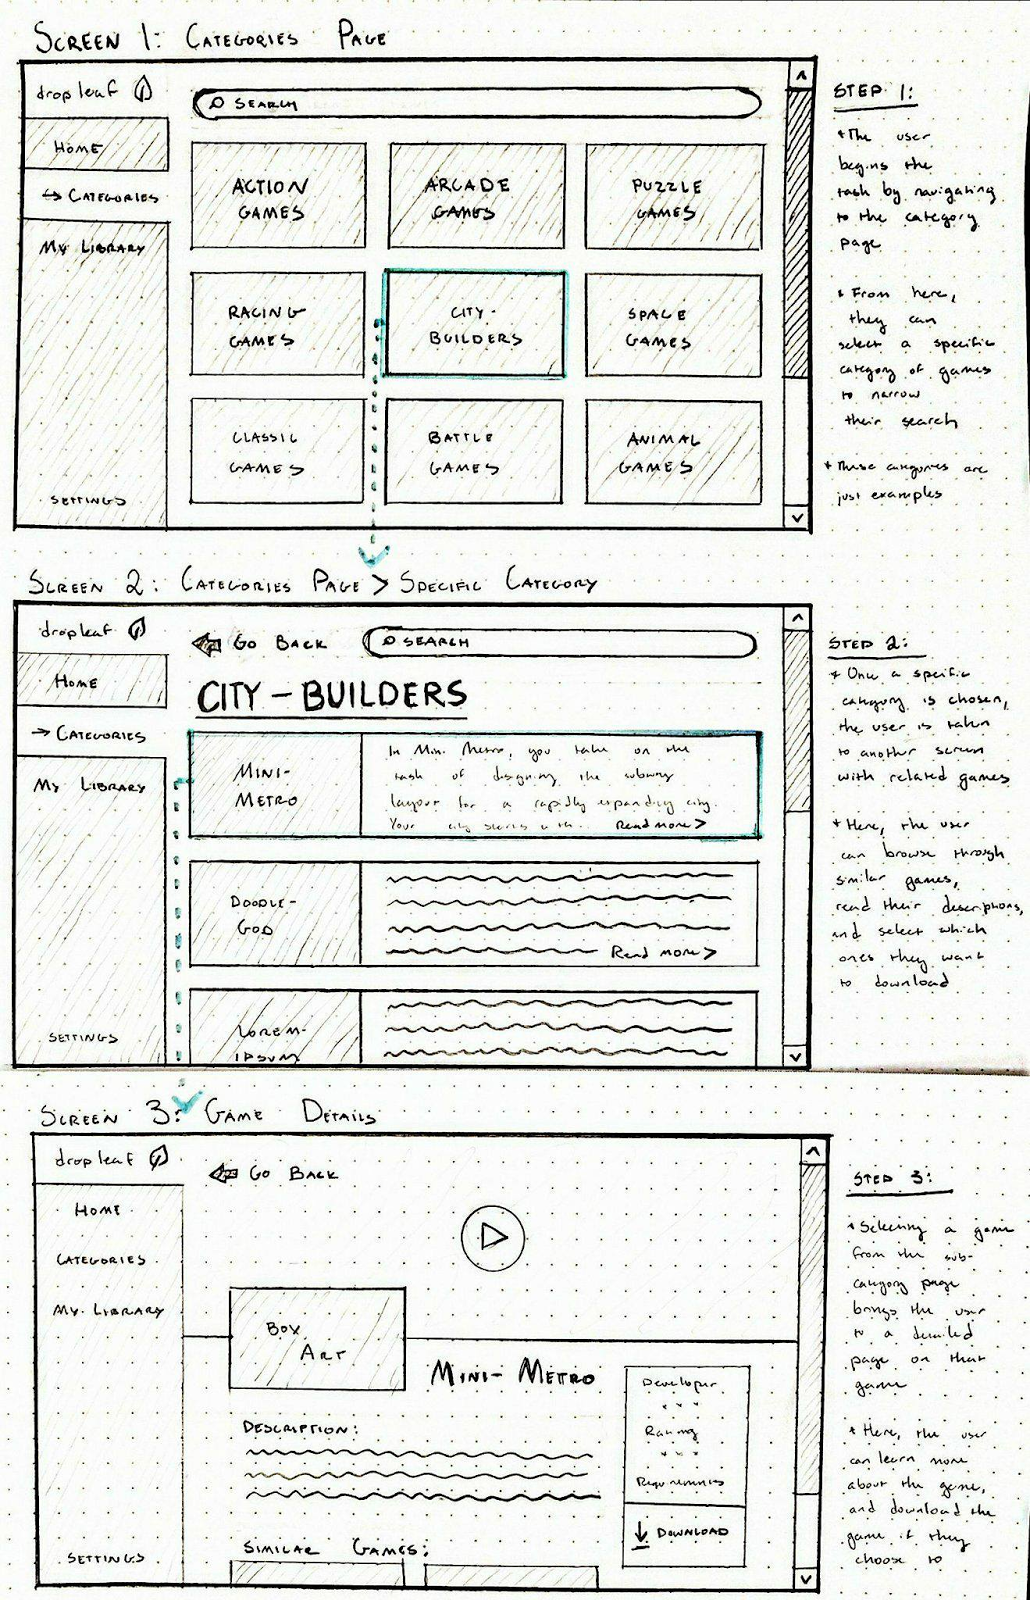 SCREEN 1: CATEGORIES PAGE
dropleaf
HOME
→ CATEGORIES
MY LIBRARY
SETTINGS
SEARCH
ACTION
GAMES
ARCADE
GAMES
PUZZLE
GAMES
RACING
GAMES
CITY-
BUILDERS
SPACE
GAMES
CLASSIC
GAMES
BATTLE
GAMES
ANIMAL
GAMES
STEP 1:
* The user
begins the
task by navigating
to the category
page
* From here,
they can
select a specific
category of games
to narrow
their search
* These categories are
just examples
SCREEN 2: CATEGORIES PAGE > SPECIFIC CATEGORY
dropleaf
HOME
→ CATEGORIES
MY LIBRARY
SETTINGS
GO BACK
SEARCH
CITY-BUILDERS
MINI-
METRO
In Mini Metro, you take on the
task of designing the subway
layout for a rapidly expanding city.
Your city starts with... Read more >
DOODLE-
GOD
Read more >
LOREM-
IPSUM
STEP 2:
* Once a specific
category is chosen,
the user is taken
to another screen
with related games
* Here, the user
can browse through
similar games,
read their descriptions,
and select which
ones they want
to download
SCREEN 3: GAME DETAILS
dropleaf
HOME
CATEGORIES
MY LIBRARY
SETTINGS
GO BACK
BOX
ART
MINI-METRO
DESCRIPTION:
SIMILAR GAMES:
Developer
Rating
Requirements
DOWNLOAD
STEP 3:
* Selecting a game
from the sub-
category page
brings the user
to a detailed
page on that
game
* Here, the user
can learn more
about the game,
and download the
game if they
choose to